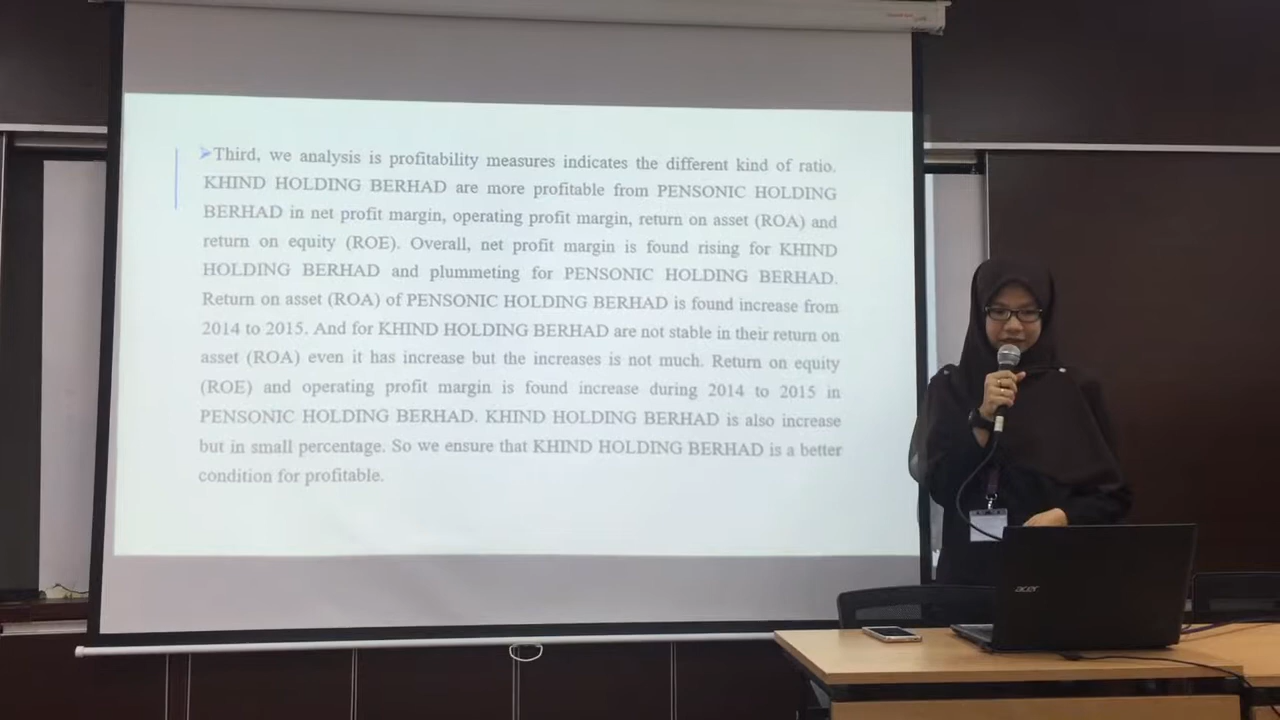 ➢Third, we analysis is profitability measures indicates the different kind of ratio.
KHIND HOLDING BERHAD are more profitable from PENSONIC HOLDING
BERHAD in net profit margin, operating profit margin, return on asset (ROA) and
return on equity (ROE). Overall, net profit margin is found rising for KHIND
HOLDING BERHAD and plummeting for PENSONIC HOLDING BERHAD.
Return on asset (ROA) of PENSONIC HOLDING BERHAD is found increase from
2014 to 2015. And for KHIND HOLDING BERHAD are not stable in their return on
asset (ROA) even it has increase but the increases is not much. Return on equity
(ROE) and operating profit margin is found increase during 2014 to 2015 in
PENSONIC HOLDING BERHAD. KHIND HOLDING BERHAD is also increase
but in small percentage. So we ensure that KHIND HOLDING BERHAD is a better
condition for profitable.
acer